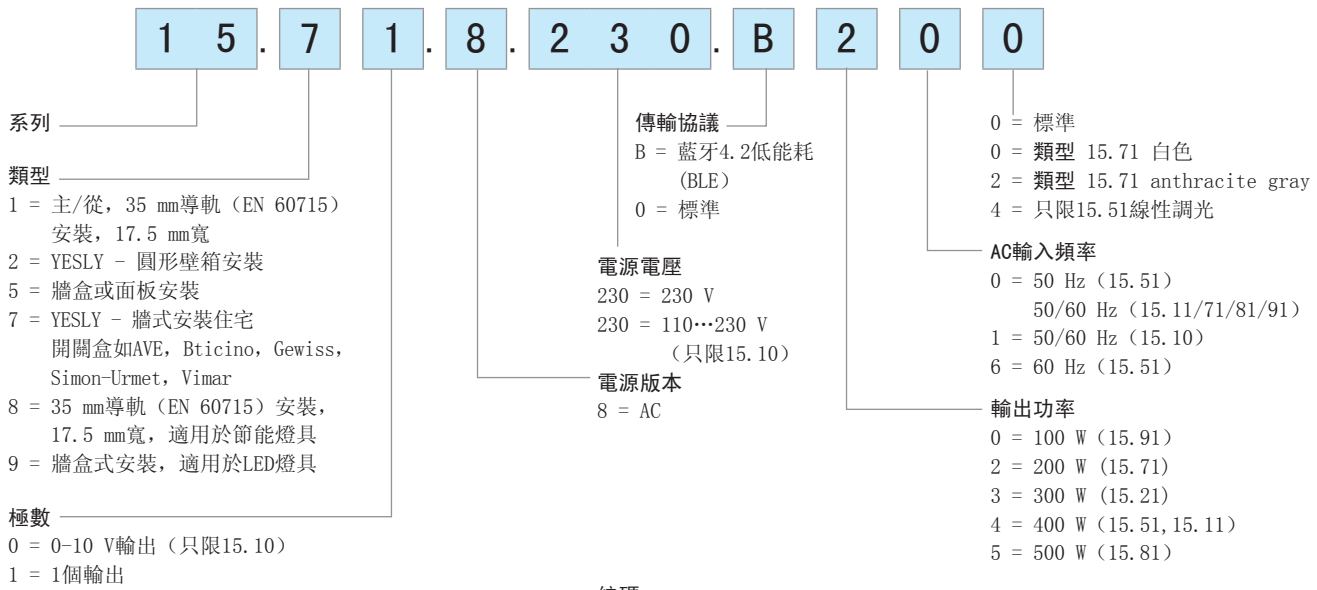 1 5 . 7 1 . 8 . 2 3 0 . B 2 0 0
系列
類型
1 = 主/從，35 mm導軌（EN 60715）
安裝，17.5 mm寬
2 = YESLY - 圓形壁箱安裝
5 = 牆盒或面板安裝
7 = YESLY - 牆式安裝住宅
開關盒如AVE，Bticino，Gewiss，
Simon-Urmet，Vimar
8 = 35 mm導軌（EN 60715）安裝，
17.5 mm寬，適用於節能燈具
9 = 牆盒式安裝，適用於LED燈具
極數
0 = 0-10 V輸出（只限15.10）
1 = 1個輸出
傳輸協議
B = 藍牙4.2低能耗
(BLE）
0 = 標準
電源電壓
230 = 230 V
230 = 110…230 V
（只限15.10）
電源版本
8 = AC
0 = 標準
0 = 類型 15.71 白色
2 = 類型 15.71 anthracite gray
4 = 只限15.51線性調光
AC輸入頻率
0 = 50 Hz（15.51）
50/60 Hz（15.11/71/81/91）
1 = 50/60 Hz（15.10）
6 = 60 Hz（15.51）
輸出功率
0 = 100 W（15.91）
2 = 200 W (15.71)
3 = 300 W (15.21)
4 = 400 W（15.51,15.11）
5 = 500 W（15.81）